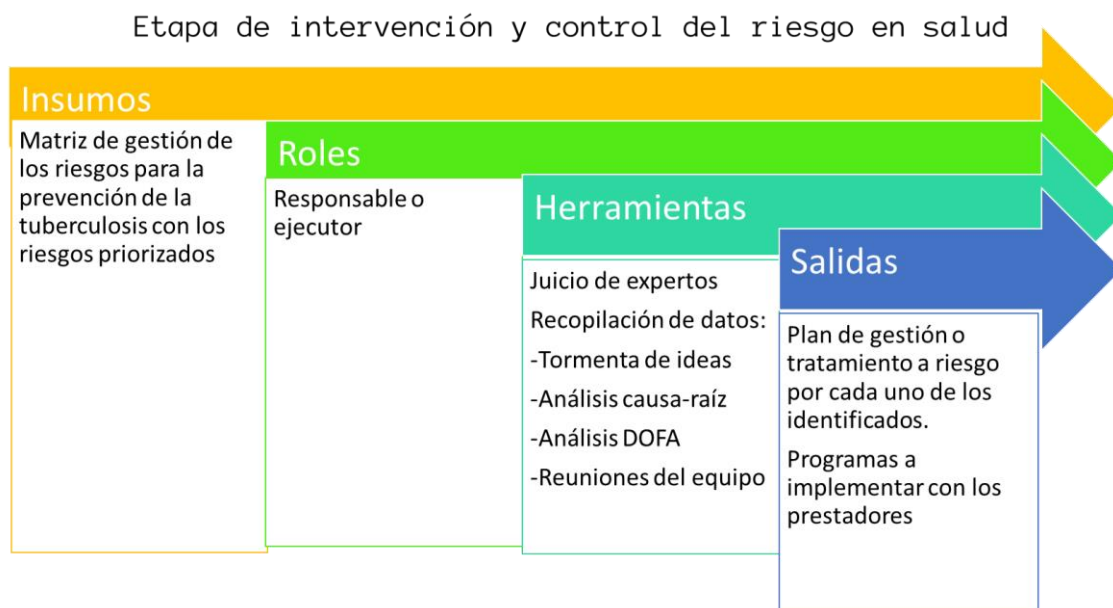 Etapa de intervención y control del riesgo en salud
Insumos
Matriz de gestión de
los riesgos para la
prevención de la
tuberculosis con los
riesgos priorizados
Roles
Responsable o
ejecutor
Herramientas
Juicio de expertos
Recopilación de datos:
-Tormenta de ideas
-Análisis causa-raíz
-Análisis DOFA
-Reuniones del equipo
Salidas
Plan de gestión o
tratamiento a riesgo
por cada uno de los
identificados.
Programas a
implementar con los
prestadores